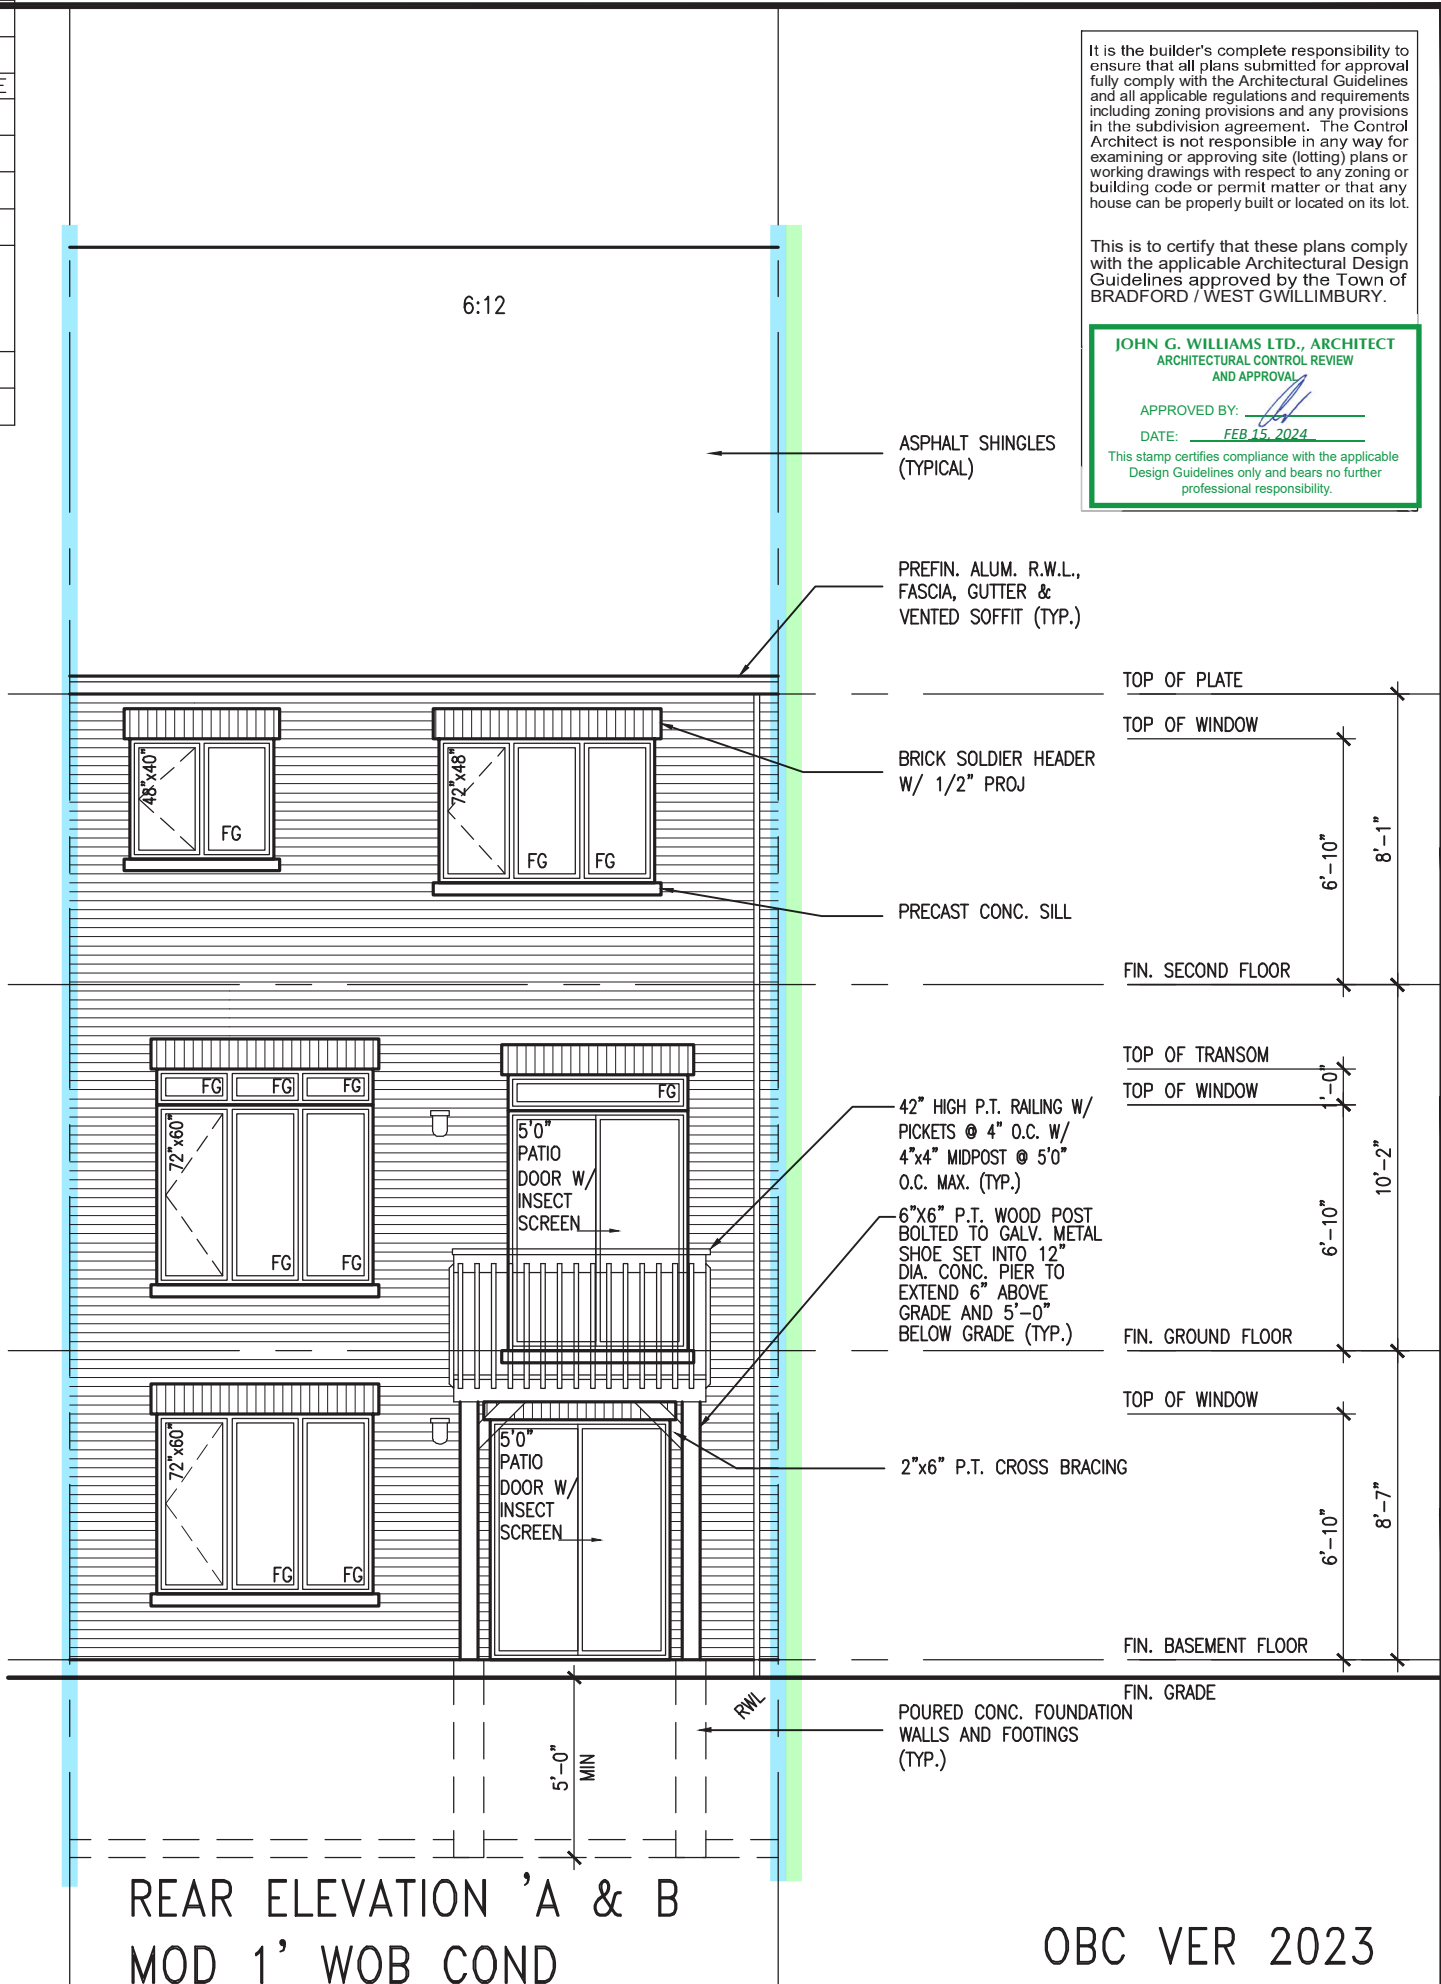 E
It is the builder's complete responsibility to
ensure that all plans submitted for approval
fully comply with the Architectural Guidelines
and all applicable regulations and requirements
including zoning provisions and any provisions
in the subdivision agreement. The Control
Architect is not responsible in any way for
examining or approving site (lotting) plans or
working drawings with respect to any zoning or
building code or permit matter or that any
house can be properly built or located on its lot.
This is to certify that these plans comply
with the applicable Architectural Design
Guidelines approved by the Town of
BRADFORD / WEST GWILLIMBURY.
JOHN G. WILLIAMS LTD., ARCHITECT
ARCHITECTURAL CONTROL REVIEW
AND APPROVAL
APPROVED BY:
DATE: FEB 15, 2024
This stamp certifies compliance with the applicable
Design Guidelines only and bears no further
professional responsibility.
6:12
ASPHALT SHINGLES
(TYPICAL)
PREFIN. ALUM. R.W.L.,
FASCIA, GUTTER &
VENTED SOFFIT (TYP.)
TOP OF PLATE
TOP OF WINDOW
BRICK SOLDIER HEADER
W/ 1/2" PROJ
48"x40"
FG
72"x48"
FG FG
6'-10"
8'-1"
PRECAST CONC. SILL
FIN. SECOND FLOOR
TOP OF TRANSOM
TOP OF WINDOW
1'-0"
FG FG FG
FG
72"x60"
FG FG
5'0"
PATIO
DOOR W/
INSECT
SCREEN
42" HIGH P.T. RAILING W/
PICKETS @ 4" O.C. W/
4"x4" MIDPOST @ 5'0"
O.C. MAX. (TYP.)
6"X6" P.T. WOOD POST
BOLTED TO GALV. METAL
SHOE SET INTO 12"
DIA. CONC. PIER TO
EXTEND 6" ABOVE
GRADE AND 5'-0"
BELOW GRADE (TYP.)
6'-10"
10'-2"
FIN. GROUND FLOOR
TOP OF WINDOW
72"x60"
FG FG
5'0"
PATIO
DOOR W/
INSECT
SCREEN
2"x6" P.T. CROSS BRACING
6'-10"
8'-7"
FIN. BASEMENT FLOOR
FIN. GRADE
RWL
POURED CONC. FOUNDATION
WALLS AND FOOTINGS
(TYP.)
5'-0"
MIN
REAR ELEVATION 'A & B
MOD 1' WOB COND
OBC VER 2023